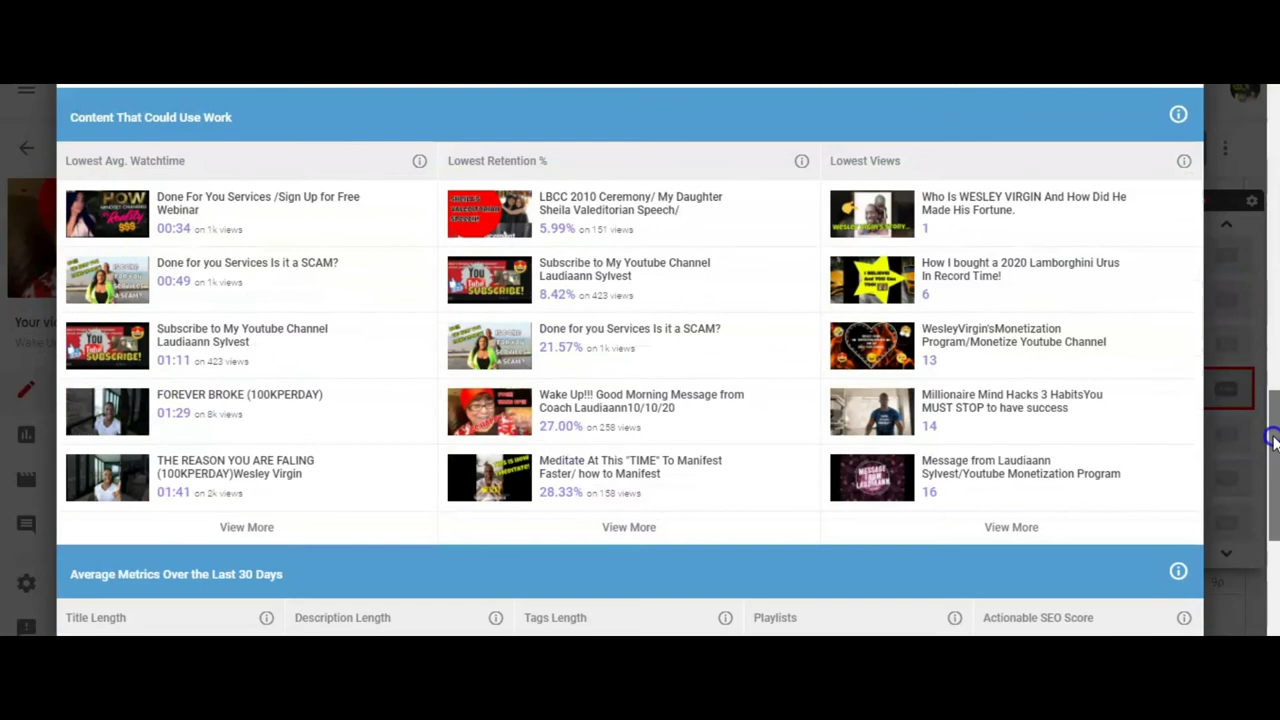 Content That Could Use Work
Lowest Avg. Watchtime
Done For You Services /Sign Up for Free
Webinar
00:34 on 1k views
Done for you Services Is it a SCAM?
00:49 on 1k views
Subscribe to My Youtube Channel
Laudiaann Sylvest
01:11 on 423 views
FOREVER BROKE (100KPERDAY)
01:29 on 8k views
THE REASON YOU ARE FALING
(100KPERDAY)Wesley Virgin
01:41 on 2k views
View More
Lowest Retention %
LBCC 2010 Ceremony/ My Daughter
Sheila Valeditorian Speech/
5.99% on 151 views
Subscribe to My Youtube Channel
Laudiaann Sylvest
8.42% on 423 views
Done for you Services Is it a SCAM?
21.57% on 1k views
Wake Up!!! Good Morning Message from
Coach Laudiaann10/10/20
27.00% on 258 views
Meditate At This "TIME" To Manifest
Faster/ how to Manifest
28.33% on 158 views
View More
Lowest Views
Who Is WESLEY VIRGIN And How Did He
Made His Fortune.
1
How I bought a 2020 Lamborghini Urus
In Record Time!
6
WesleyVirgin'sMonetization
Program/Monetize Youtube Channel
13
Millionaire Mind Hacks 3 HabitsYou
MUST STOP to have success
14
Message from Laudiaann
Sylvest/Youtube Monetization Program
16
View More
Average Metrics Over the Last 30 Days
Title Length
Description Length
Tags Length
Playlists
Actionable SEO Score
Your vi
Wake U
9p